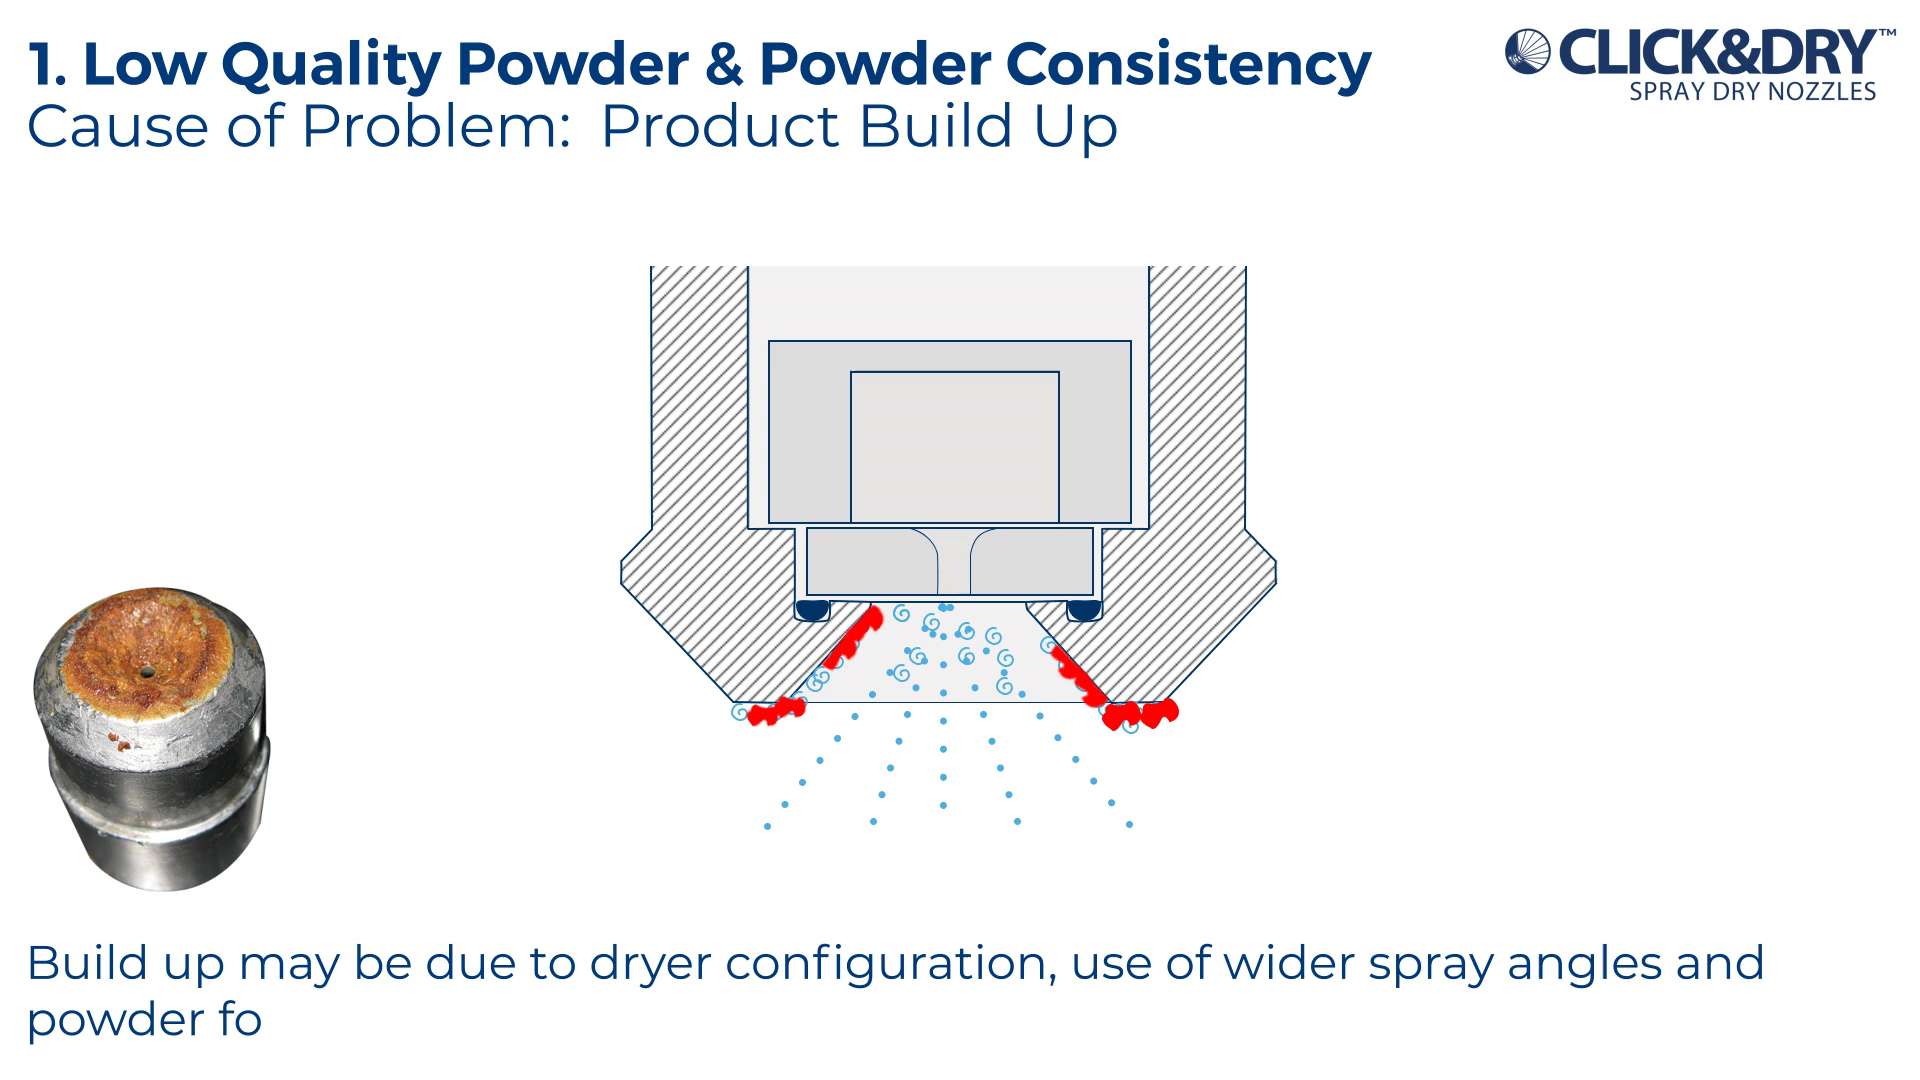 1. Low Quality Powder & Powder Consistency
Cause of Problem: Product Build Up
CLICK&DRY™
SPRAY DRY NOZZLES
Build up may be due to dryer configuration, use of wider spray angles and
powder fo